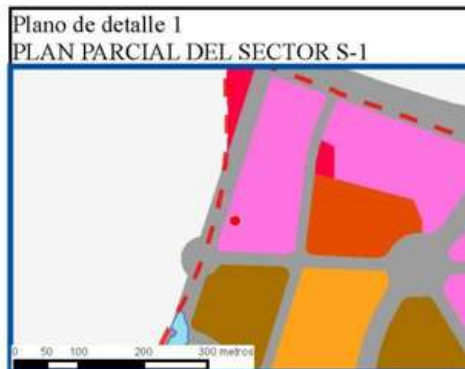 Plano de detalle 1
PLAN PARCIAL DEL SECTOR S-1
0 50 100 200 300 metros